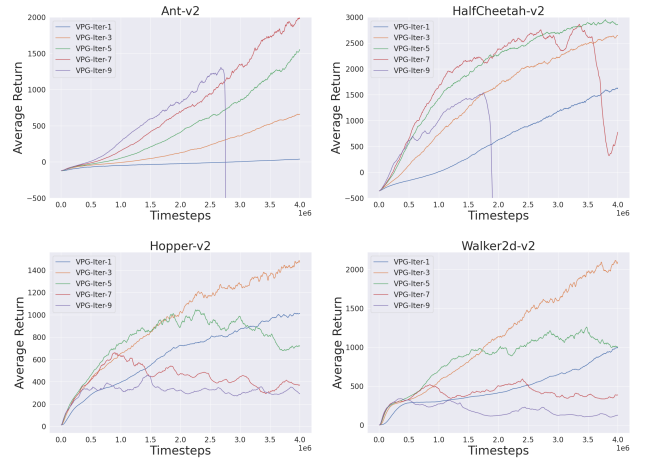 Ant-v2
Average Return
2000
1500
1000
500
0
−500
VPG-Iter-1
VPG-Iter-3
VPG-Iter-5
VPG-Iter-7
VPG-Iter-9
0.0 0.5 1.0 1.5 2.0 2.5 3.0 3.5 4.0
1e6
Timesteps
HalfCheetah-v2
Average Return
3000
2500
2000
1500
1000
500
0
−500
VPG-Iter-1
VPG-Iter-3
VPG-Iter-5
VPG-Iter-7
VPG-Iter-9
0.0 0.5 1.0 1.5 2.0 2.5 3.0 3.5 4.0
1e6
Timesteps
Hopper-v2
Average Return
1400
1200
1000
800
600
400
200
0
VPG-Iter-1
VPG-Iter-3
VPG-Iter-5
VPG-Iter-7
VPG-Iter-9
0.0 0.5 1.0 1.5 2.0 2.5 3.0 3.5 4.0
1e6
Timesteps
Walker2d-v2
Average Return
2000
1500
1000
500
0
VPG-Iter-1
VPG-Iter-3
VPG-Iter-5
VPG-Iter-7
VPG-Iter-9
0.0 0.5 1.0 1.5 2.0 2.5 3.0 3.5 4.0
1e6
Timesteps